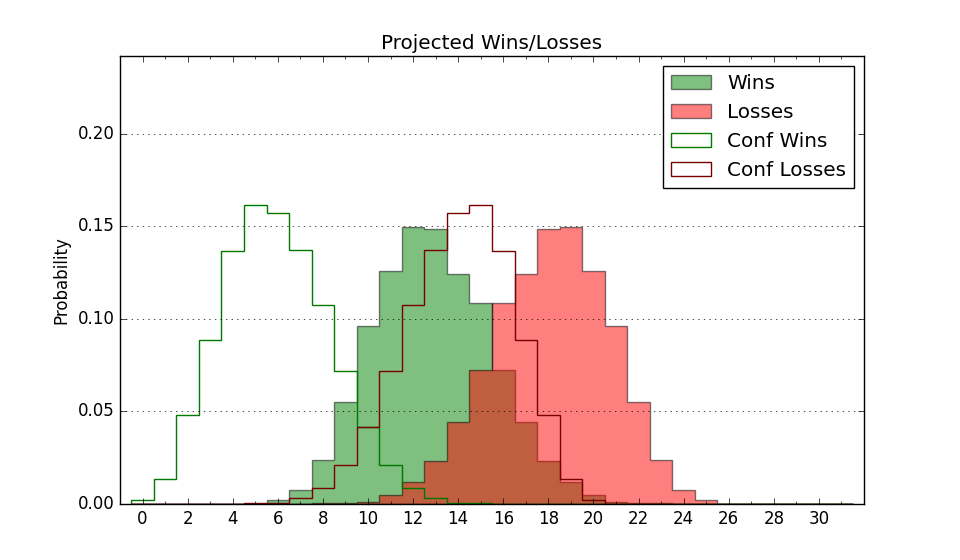 Projected Wins/Losses
Wins
Losses
Conf Wins
Conf Losses
Probability
0.20
0.15
0.10
0.05
0.00
0 2 4 6 8 10 12 14 16 18 20 22 24 26 28 30